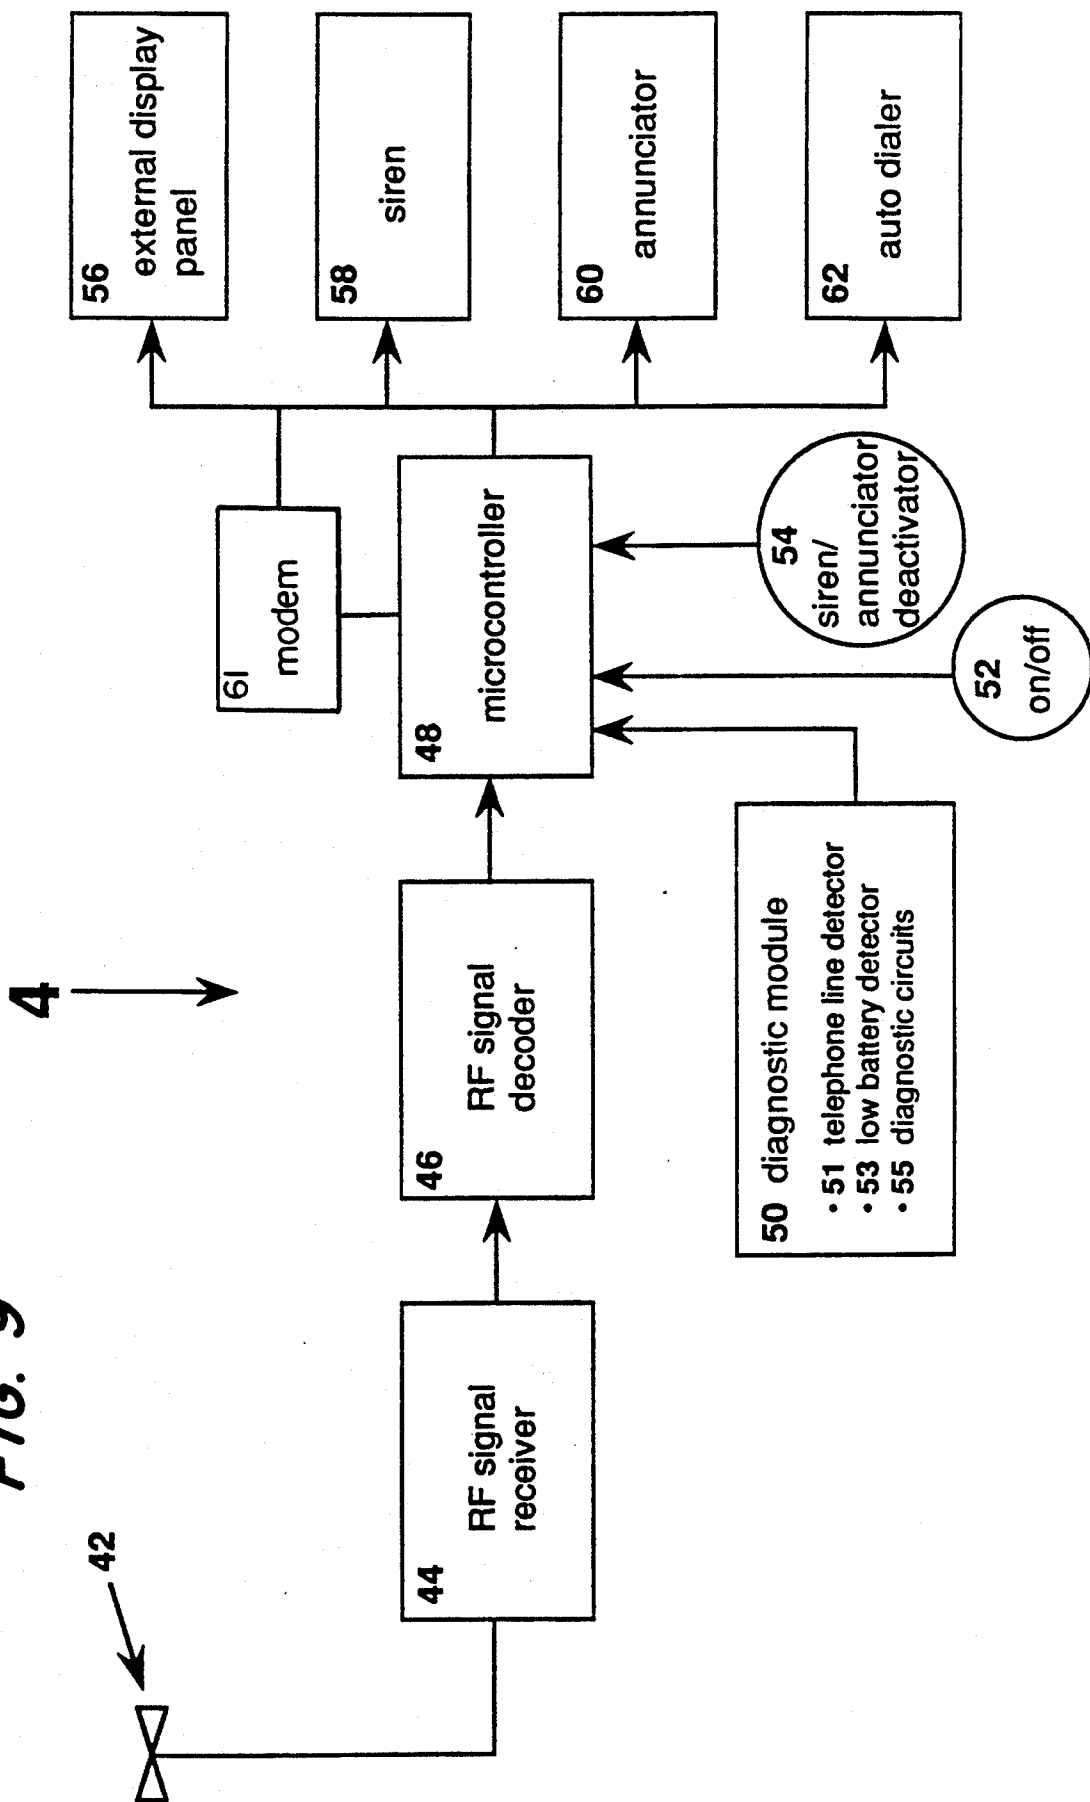 FIG. 9
4
42
44
RF signal
receiver
46
RF signal
decoder
48
microcontroller
61
modem
56
external display
panel
58
siren
60
annunciator
62
auto dialer
50 diagnostic module
• 51 telephone line detector
• 53 low battery detector
• 55 diagnostic circuits
52
on/off
54
siren/
annunciator
deactivator